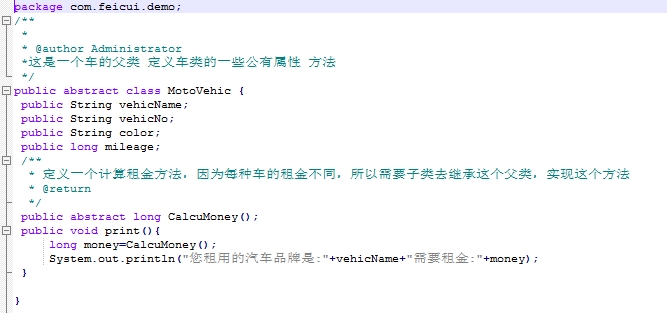 package com.feicui.demo;
/**
 *
 * @author Administrator
 *这是一个车的父类 定义车类的一些公有属性 方法
 */
public abstract class MotoVehic {
 public String vehicName;
 public String vehicNo;
 public String color;
 public long mileage;
 /**
  * 定义一个计算租金方法，因为每种车的租金不同，所以需要子类去继承这个父类，实现这个方法
  * @return
  */
 public abstract long CalcuMoney();
 public void print(){
     long money=CalcuMoney();
     System.out.println("您租用的汽车品牌是:"+vehicName+"需要租金:"+money);
 }
}